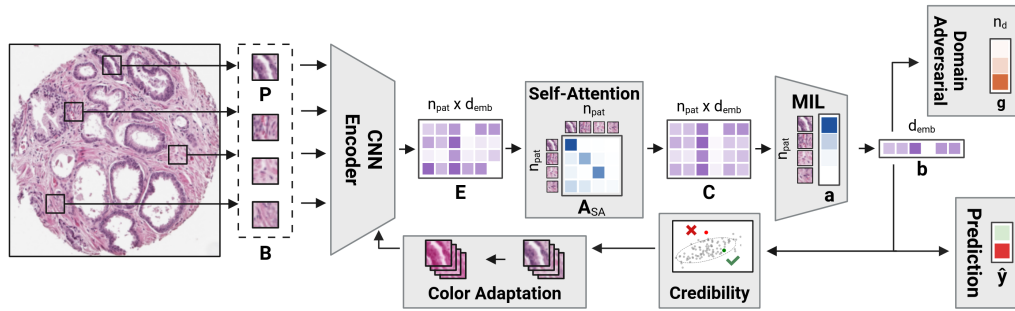 P
B
CNN
Encoder
n_pat x d_emb
E
Self-Attention
n_pat
n_pat
A_SA
n_pat x d_emb
C
MIL
n_pat
a
d_emb
b
Domain
Adversarial
n_d
g
Prediction
ŷ
Credibility
Color Adaptation